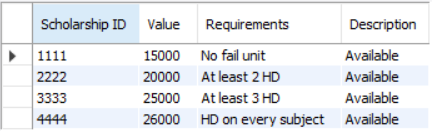 Scholarship ID Value Requirements Description
1111 15000 No fail unit Available
2222 20000 At least 2 HD Available
3333 25000 At least 3 HD Available
4444 26000 HD on every subject Available